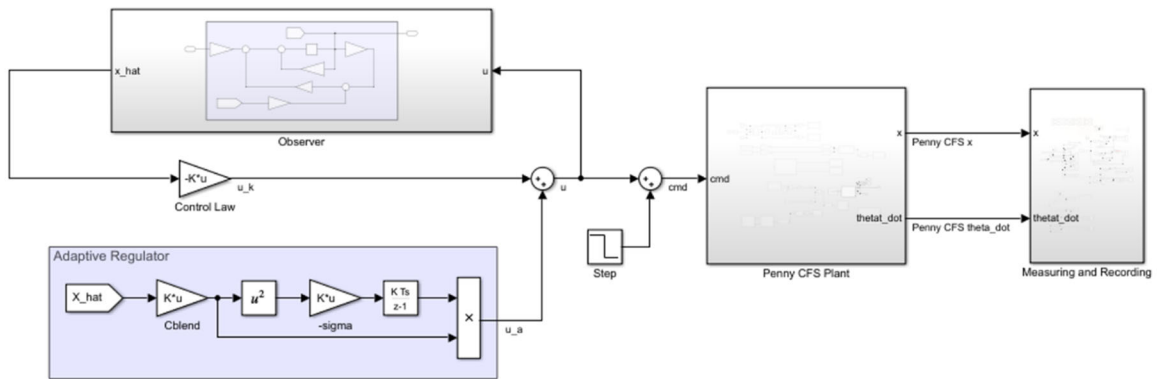 x_hat
u
Observer
-K*u
Control Law
u_k
u
cmd
Step
cmd
x
thetat_dot
Penny CFS Plant
Penny CFS x
Penny CFS theta_dot
x
thetat_dot
Measuring and Recording
Adaptive Regulator
X_hat
K*u
Cblend
u²
K*u
-sigma
K Ts
z-1
×
u_a